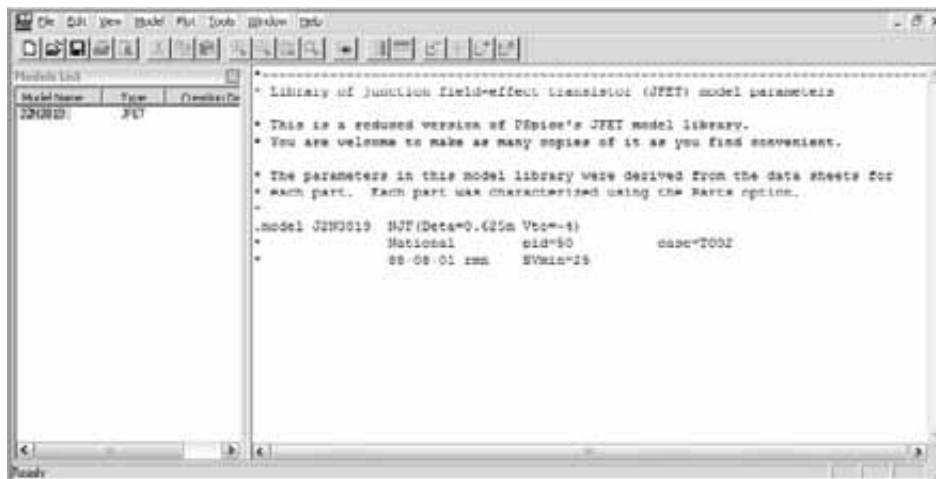 File Edit View Model Plot Tools Window Help
Models List
Model Name Type Creation Da
J2N3819 JFET
*----------------------------------------------------------------------
* Library of junction field-effect transistor (JFET) model parameters
* This is a reduced version of PSpice's JFET model library.
* You are welcome to make as many copies of it as you find convenient.
* The parameters in this model library were derived from the data sheets for
* each part. Each part was characterized using the Parts option.
*
.model J2N3819 NJF(Beta=0.625m Vto=-4)
* National pid=50 case=TO92
* 88-08-01 rmn BVmin=25
Ready